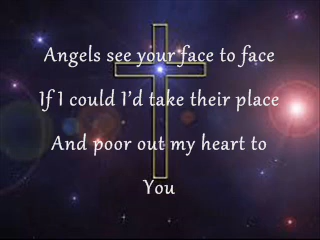 Angels see your face to face
If I could I'd take their place
And poor out my heart to
You